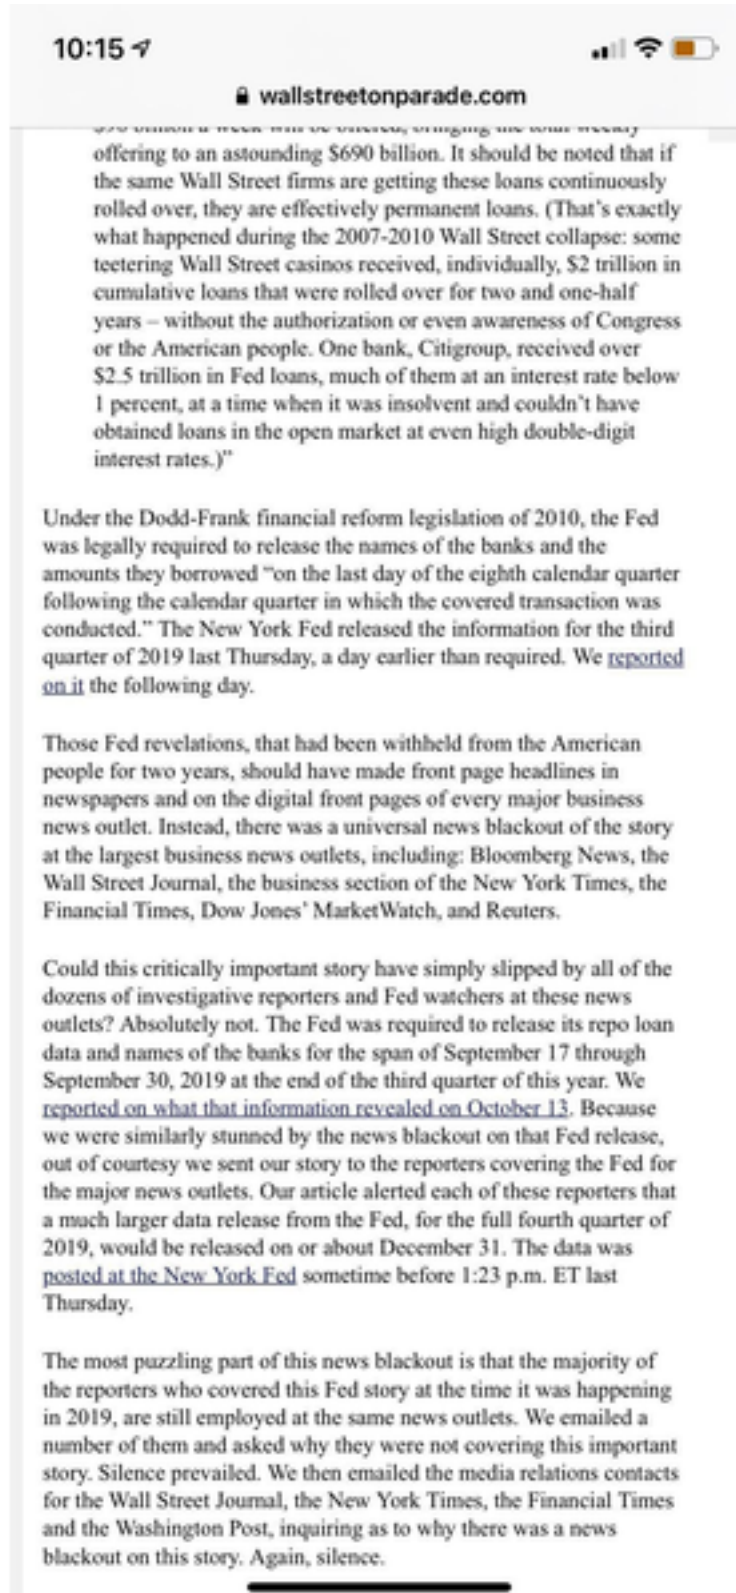 10:15
wallstreetonparade.com
$90 billion a week will be offered, bringing the total weekly
offering to an astounding $690 billion. It should be noted that if
the same Wall Street firms are getting these loans continuously
rolled over, they are effectively permanent loans. (That's exactly
what happened during the 2007-2010 Wall Street collapse: some
teetering Wall Street casinos received, individually, $2 trillion in
cumulative loans that were rolled over for two and one-half
years – without the authorization or even awareness of Congress
or the American people. One bank, Citigroup, received over
$2.5 trillion in Fed loans, much of them at an interest rate below
1 percent, at a time when it was insolvent and couldn't have
obtained loans in the open market at even high double-digit
interest rates.)"
Under the Dodd-Frank financial reform legislation of 2010, the Fed
was legally required to release the names of the banks and the
amounts they borrowed "on the last day of the eighth calendar quarter
following the calendar quarter in which the covered transaction was
conducted." The New York Fed released the information for the third
quarter of 2019 last Thursday, a day earlier than required. We reported
on it the following day.
Those Fed revelations, that had been withheld from the American
people for two years, should have made front page headlines in
newspapers and on the digital front pages of every major business
news outlet. Instead, there was a universal news blackout of the story
at the largest business news outlets, including: Bloomberg News, the
Wall Street Journal, the business section of the New York Times, the
Financial Times, Dow Jones' MarketWatch, and Reuters.
Could this critically important story have simply slipped by all of the
dozens of investigative reporters and Fed watchers at these news
outlets? Absolutely not. The Fed was required to release its repo loan
data and names of the banks for the span of September 17 through
September 30, 2019 at the end of the third quarter of this year. We
reported on what that information revealed on October 13. Because
we were similarly stunned by the news blackout on that Fed release,
out of courtesy we sent our story to the reporters covering the Fed for
the major news outlets. Our article alerted each of these reporters that
a much larger data release from the Fed, for the full fourth quarter of
2019, would be released on or about December 31. The data was
posted at the New York Fed sometime before 1:23 p.m. ET last
Thursday.
The most puzzling part of this news blackout is that the majority of
the reporters who covered this Fed story at the time it was happening
in 2019, are still employed at the same news outlets. We emailed a
number of them and asked why they were not covering this important
story. Silence prevailed. We then emailed the media relations contacts
for the Wall Street Journal, the New York Times, the Financial Times
and the Washington Post, inquiring as to why there was a news
blackout on this story. Again, silence.